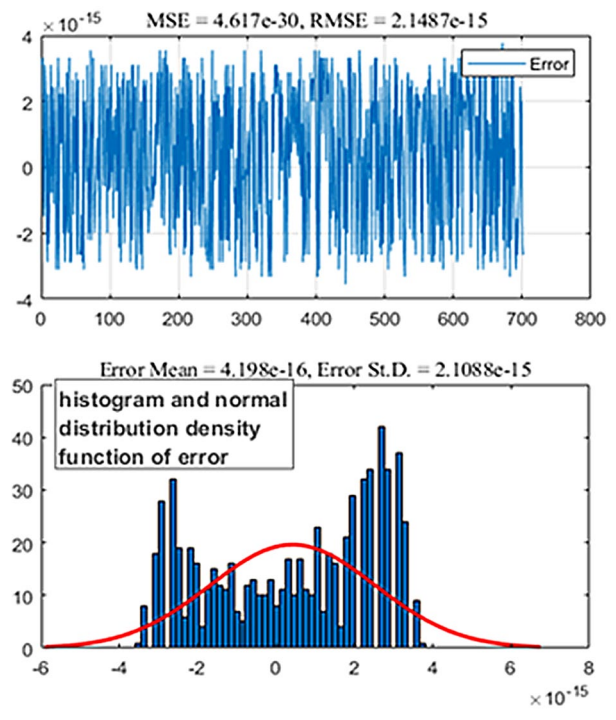 ×10⁻¹⁵ MSE = 4.617e-30, RMSE = 2.1487e-15
4
Error
2
0
-2
-4
0 100 200 300 400 500 600 700 800
Error Mean = 4.198e-16, Error St.D. = 2.1088e-15
50
histogram and normal
distribution density
function of error
40
30
20
10
0
-6 -4 -2 0 2 4 6 8
×10⁻¹⁵